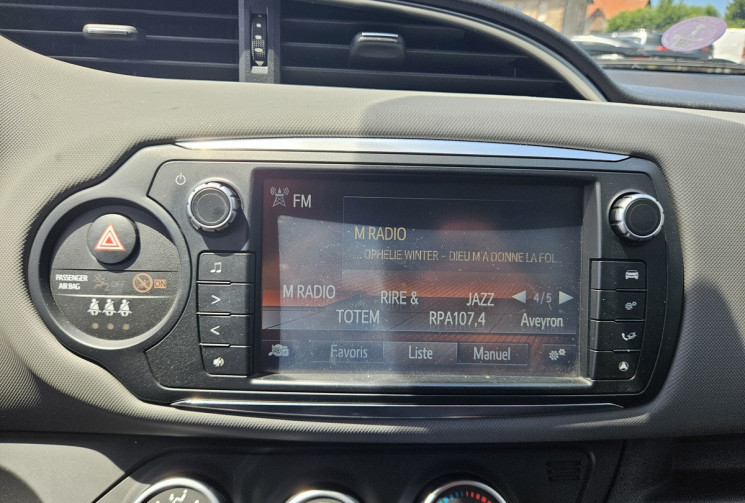 FM
M RADIO
... OPHELIE WINTER - DIEU M'A DONNE LA FOI...
M RADIO RIRE & JAZZ 4/5
TOTEM RPA107,4 Aveyron
Favoris Liste Manuel
PASSENGER
AIR BAG
ON